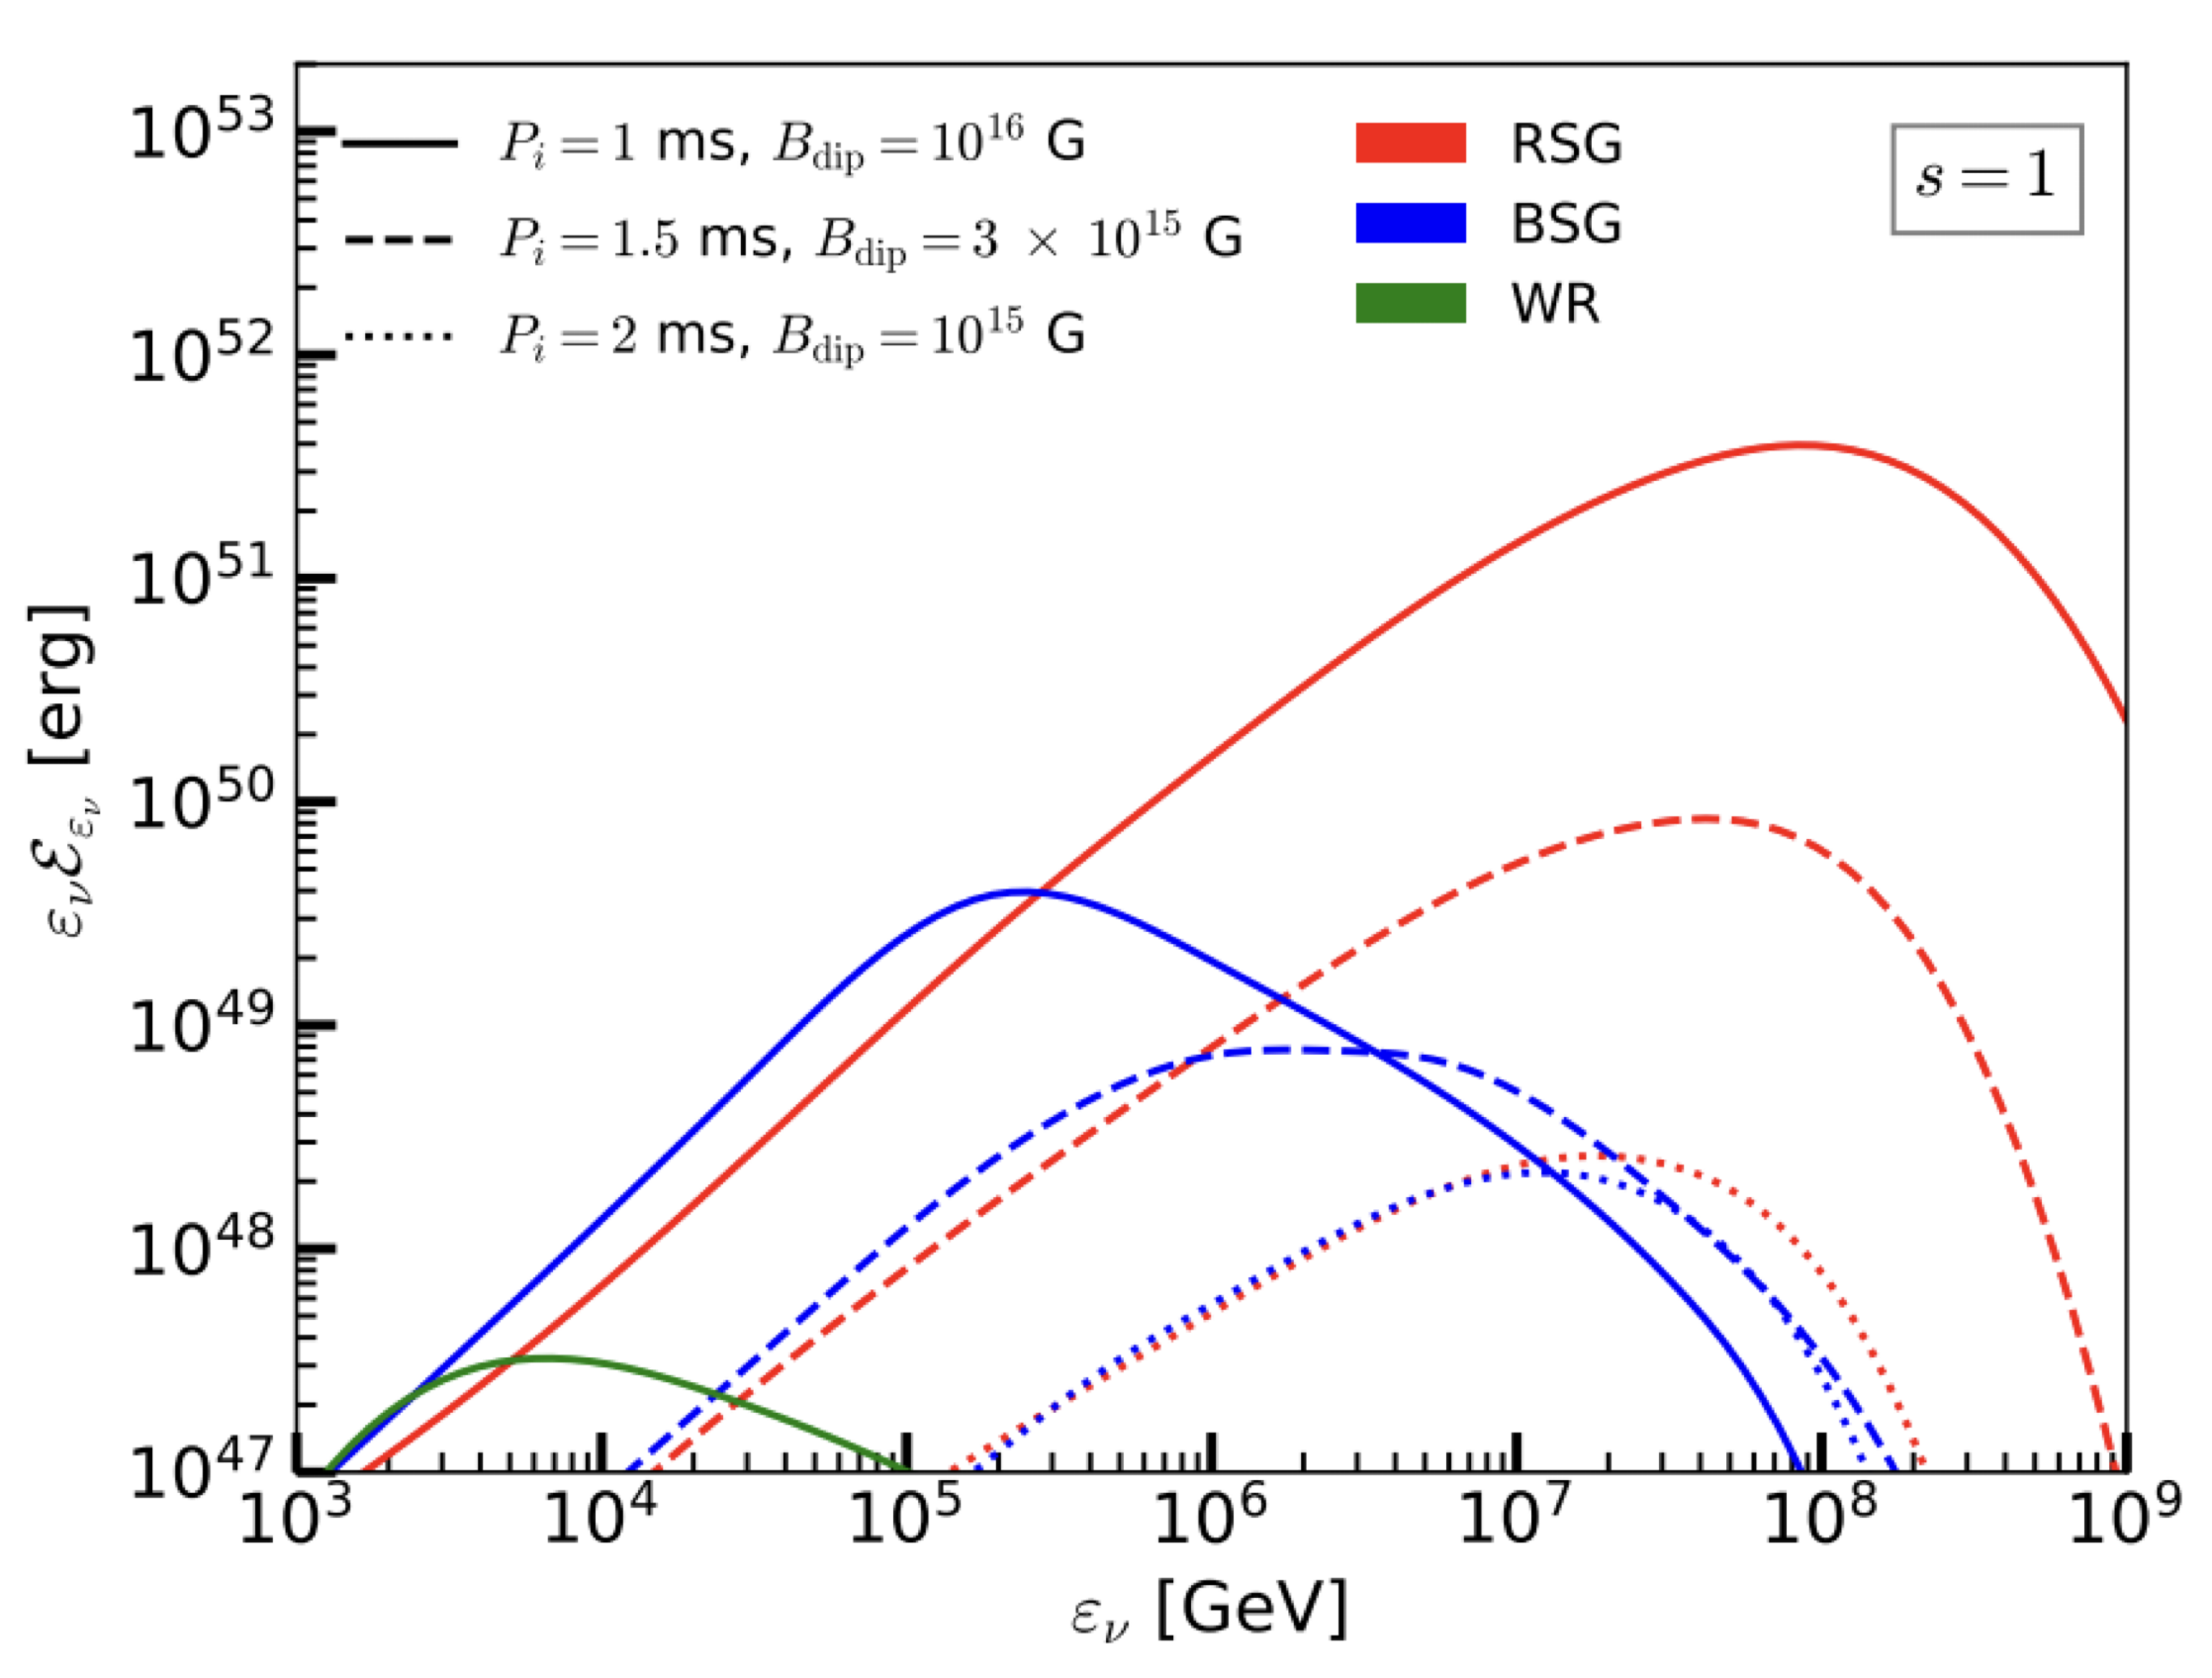 P_i = 1 ms, B_dip = 10^16 G
P_i = 1.5 ms, B_dip = 3 × 10^15 G
P_i = 2 ms, B_dip = 10^15 G
RSG
BSG
WR
s = 1
ε_ν ℰ_{ε_ν} [erg]
10^53
10^52
10^51
10^50
10^49
10^48
10^47
10^3 10^4 10^5 10^6 10^7 10^8 10^9
ε_ν [GeV]